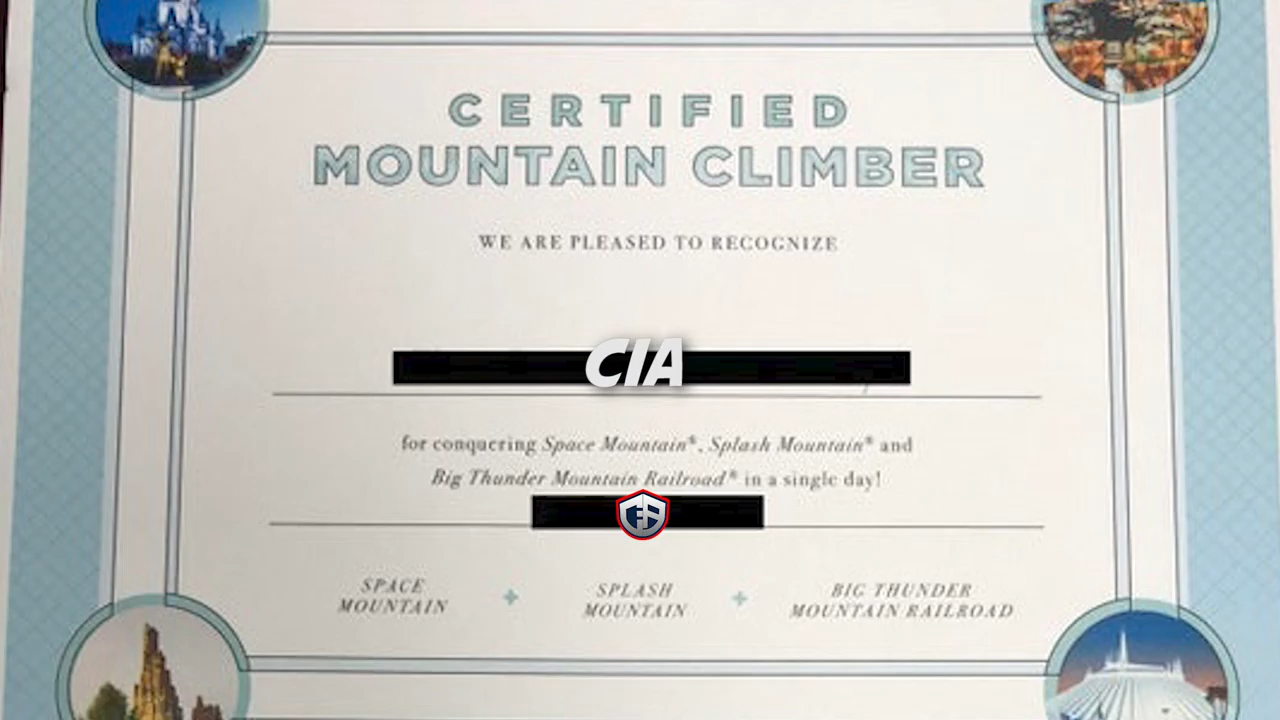 CERTIFIED
MOUNTAIN CLIMBER
WE ARE PLEASED TO RECOGNIZE
CIA
for conquering Space Mountain®, Splash Mountain® and
Big Thunder Mountain Railroad® in a single day!
SPACE
MOUNTAIN
+
SPLASH
MOUNTAIN
+
BIG THUNDER
MOUNTAIN RAILROAD